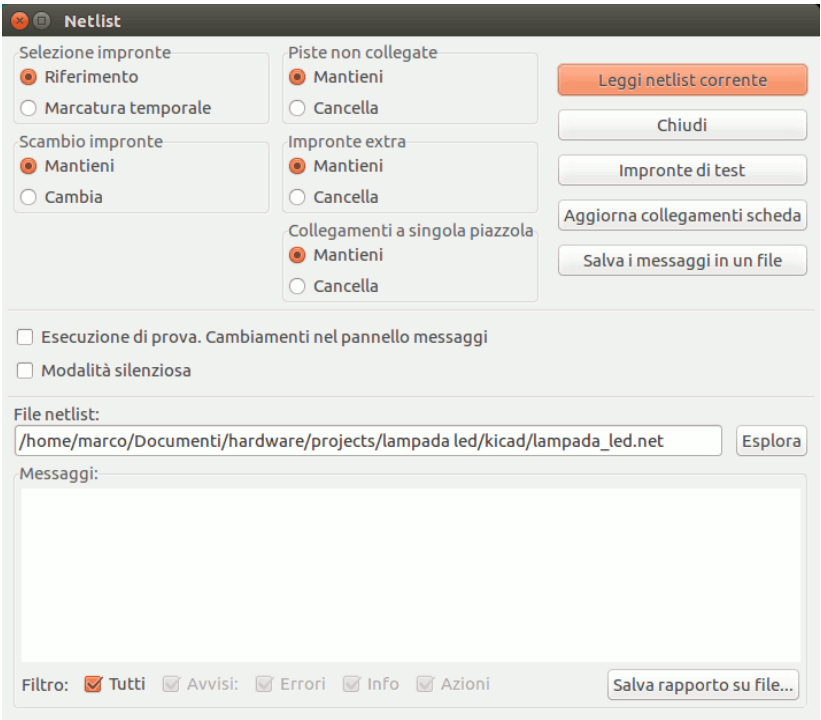 Netlist
Selezione impronte
Riferimento
Marcatura temporale
Scambio impronte
Mantieni
Cambia
Piste non collegate
Mantieni
Cancella
Impronte extra
Mantieni
Cancella
Collegamenti a singola piazzola
Mantieni
Cancella
Leggi netlist corrente
Chiudi
Impronte di test
Aggiorna collegamenti scheda
Salva i messaggi in un file
Esecuzione di prova. Cambiamenti nel pannello messaggi
Modalità silenziosa
File netlist:
/home/marco/Documenti/hardware/projects/lampada led/kicad/lampada_led.net
Esplora
Messaggi:
Filtro: Tutti Avvisi: Errori Info Azioni
Salva rapporto su file...